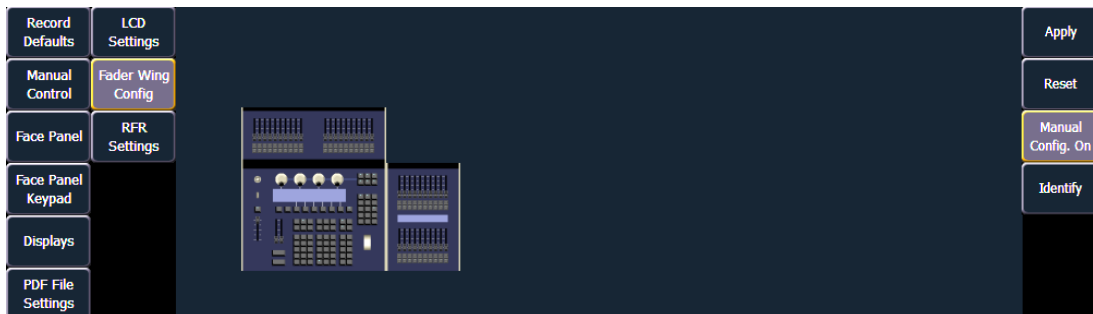 Record
Defaults
LCD
Settings
Apply
Manual
Control
Fader Wing
Config
Reset
Face Panel
RFR
Settings
Manual
Config. On
Face Panel
Keypad
Identify
Displays
PDF File
Settings